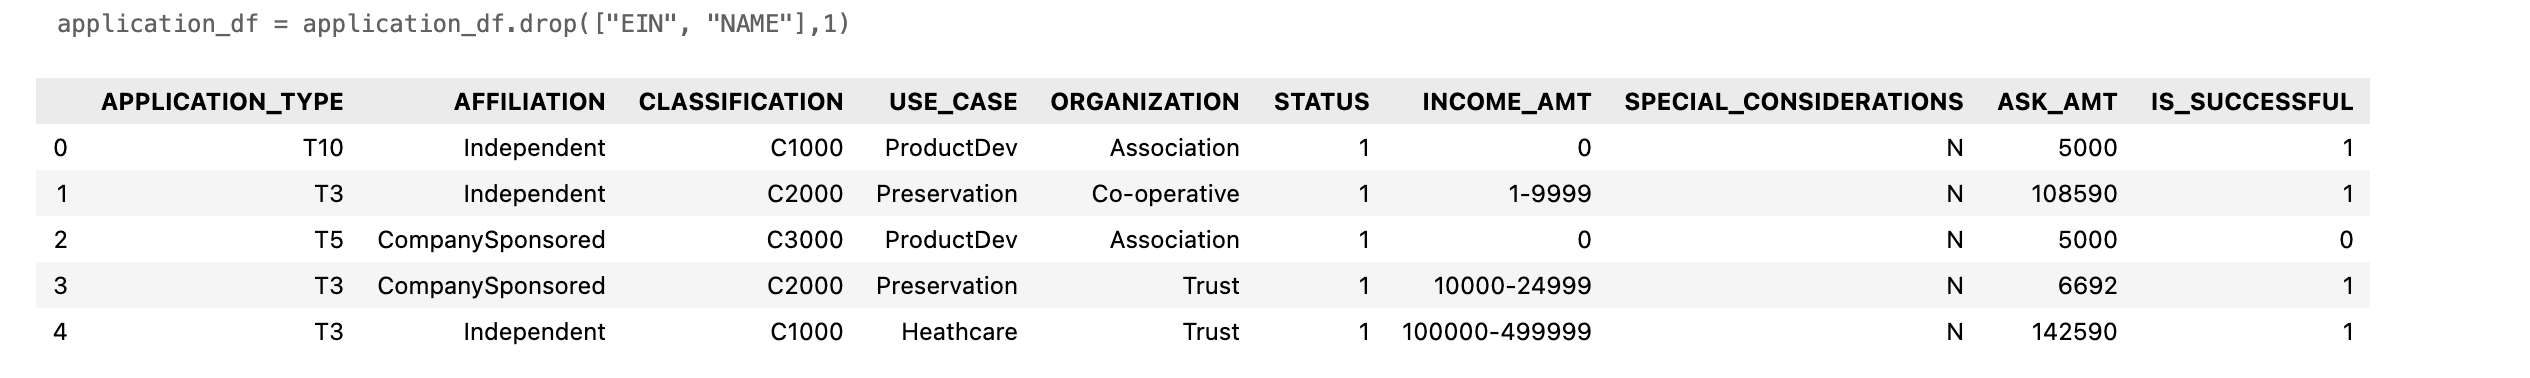 application_df = application_df.drop(["EIN", "NAME"],1)
APPLICATION_TYPE AFFILIATION CLASSIFICATION USE_CASE ORGANIZATION STATUS INCOME_AMT SPECIAL_CONSIDERATIONS ASK_AMT IS_SUCCESSFUL
0 T10 Independent C1000 ProductDev Association 1 0 N 5000 1
1 T3 Independent C2000 Preservation Co-operative 1 1-9999 N 108590 1
2 T5 CompanySponsored C3000 ProductDev Association 1 0 N 5000 0
3 T3 CompanySponsored C2000 Preservation Trust 1 10000-24999 N 6692 1
4 T3 Independent C1000 Heathcare Trust 1 100000-499999 N 142590 1